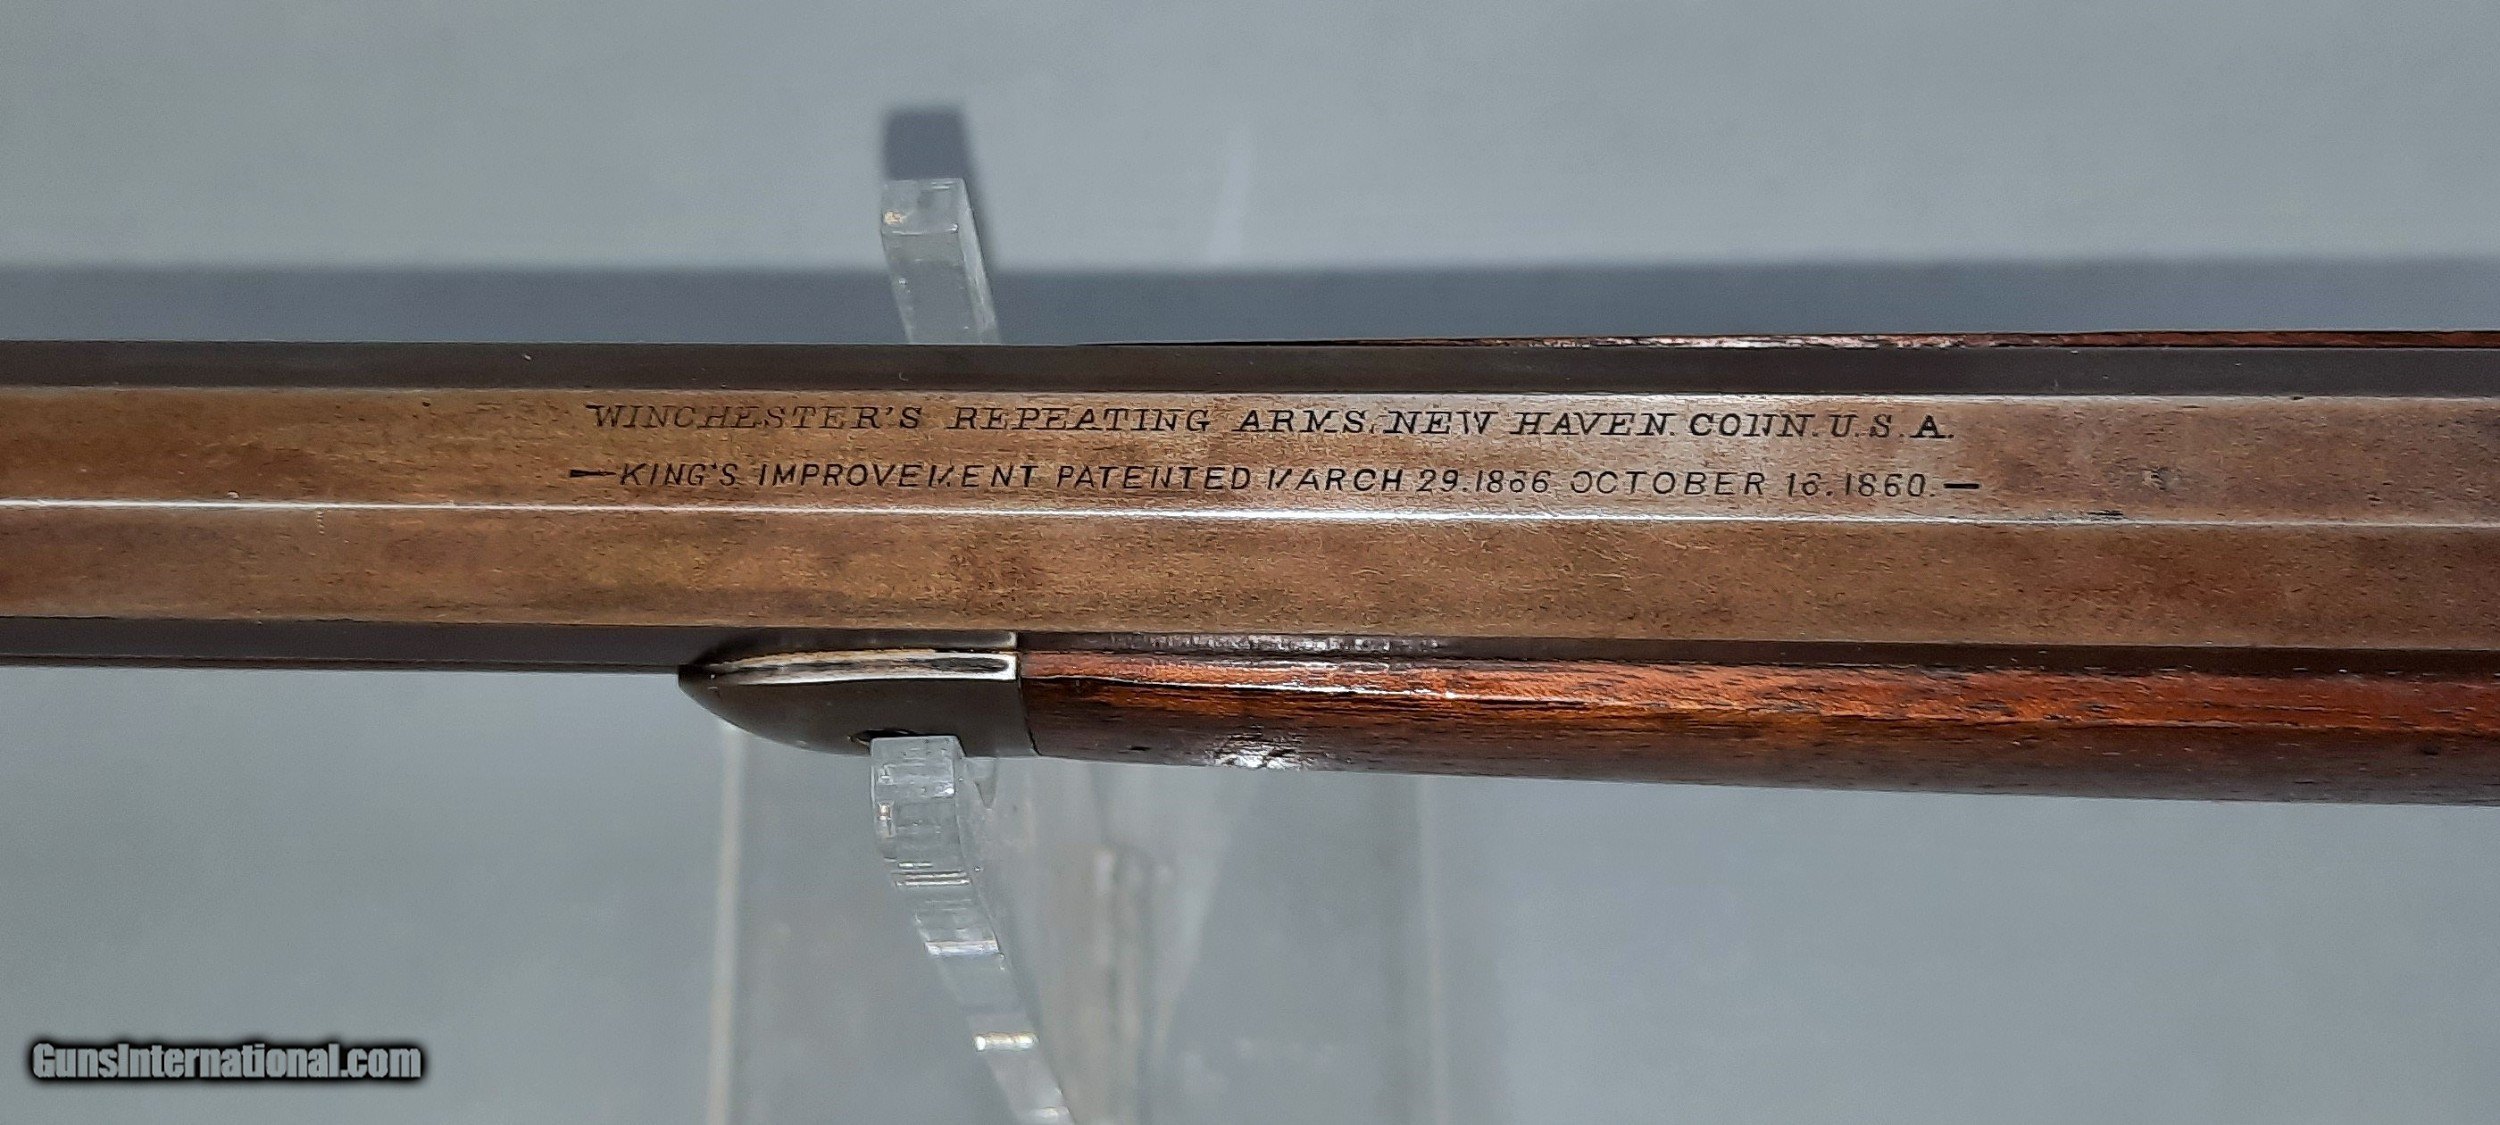 WINCHESTER'S REPEATING ARMS. NEW HAVEN. CONN. U.S.A.
—KING'S IMPROVEMENT PATENTED MARCH 29.1866 OCTOBER 16.1860.—
GunsInternational.com